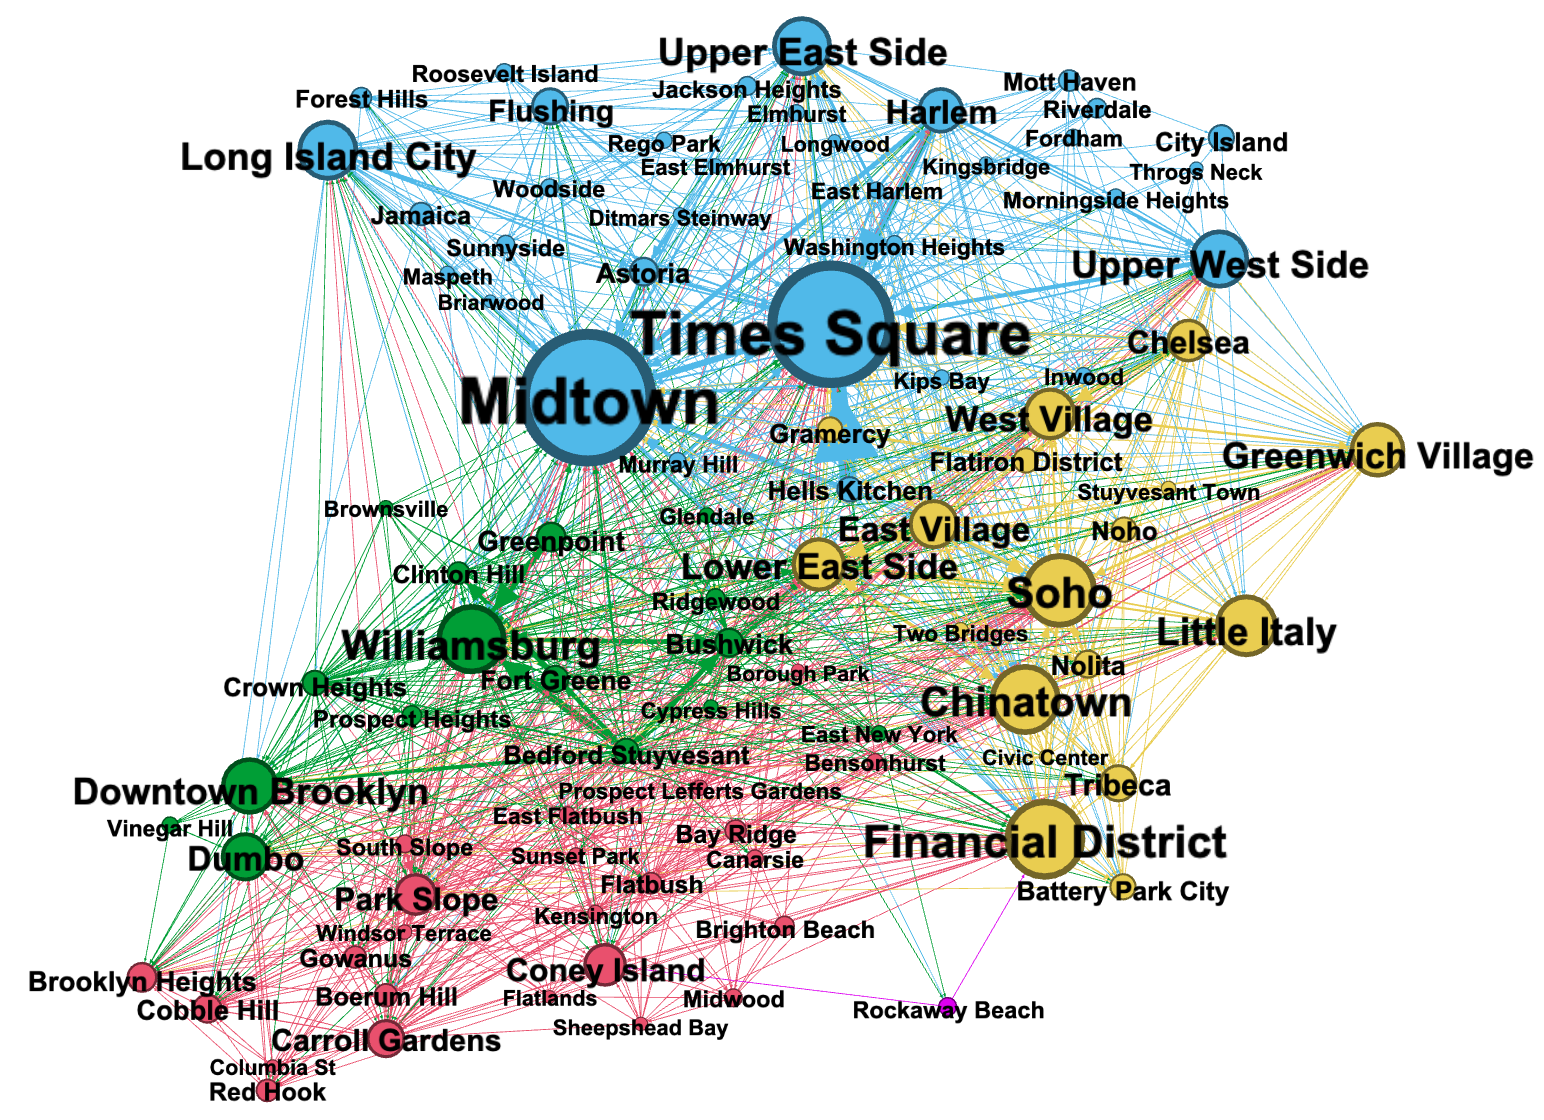 Upper East Side
Roosevelt Island
Mott Haven
Jackson Heights
Forest Hills
Flushing
Elmhurst
Harlem
Riverdale
Fordham
City Island
Rego Park
Longwood
Long Island City
East Elmhurst
Kingsbridge
Throgs Neck
Woodside
East Harlem
Morningside Heights
Jamaica
Ditmars Steinway
Sunnyside
Washington Heights
Upper West Side
Maspeth
Astoria
Briarwood
Times Square
Chelsea
Kips Bay
Inwood
Midtown
West Village
Gramercy
Murray Hill
Flatiron District
Greenwich Village
Hells Kitchen
Stuyvesant Town
Brownsville
Glendale
East Village
Noho
Greenpoint
Clinton Hill
Lower East Side
Soho
Ridgewood
Two Bridges
Little Italy
Williamsburg
Bushwick
Nolita
Borough Park
Fort Greene
Crown Heights
Chinatown
Cypress Hills
Prospect Heights
East New York
Bedford Stuyvesant
Civic Center
Bensonhurst
Tribeca
Downtown Brooklyn
Prospect Lefferts Gardens
East Flatbush
Vinegar Hill
Bay Ridge
Financial District
South Slope
Sunset Park
Canarsie
Dumbo
Flatbush
Battery Park City
Park Slope
Kensington
Windsor Terrace
Brighton Beach
Gowanus
Coney Island
Brooklyn Heights
Boerum Hill
Flatlands
Midwood
Cobble Hill
Rockaway Beach
Sheepshead Bay
Carroll Gardens
Columbia St
Red Hook